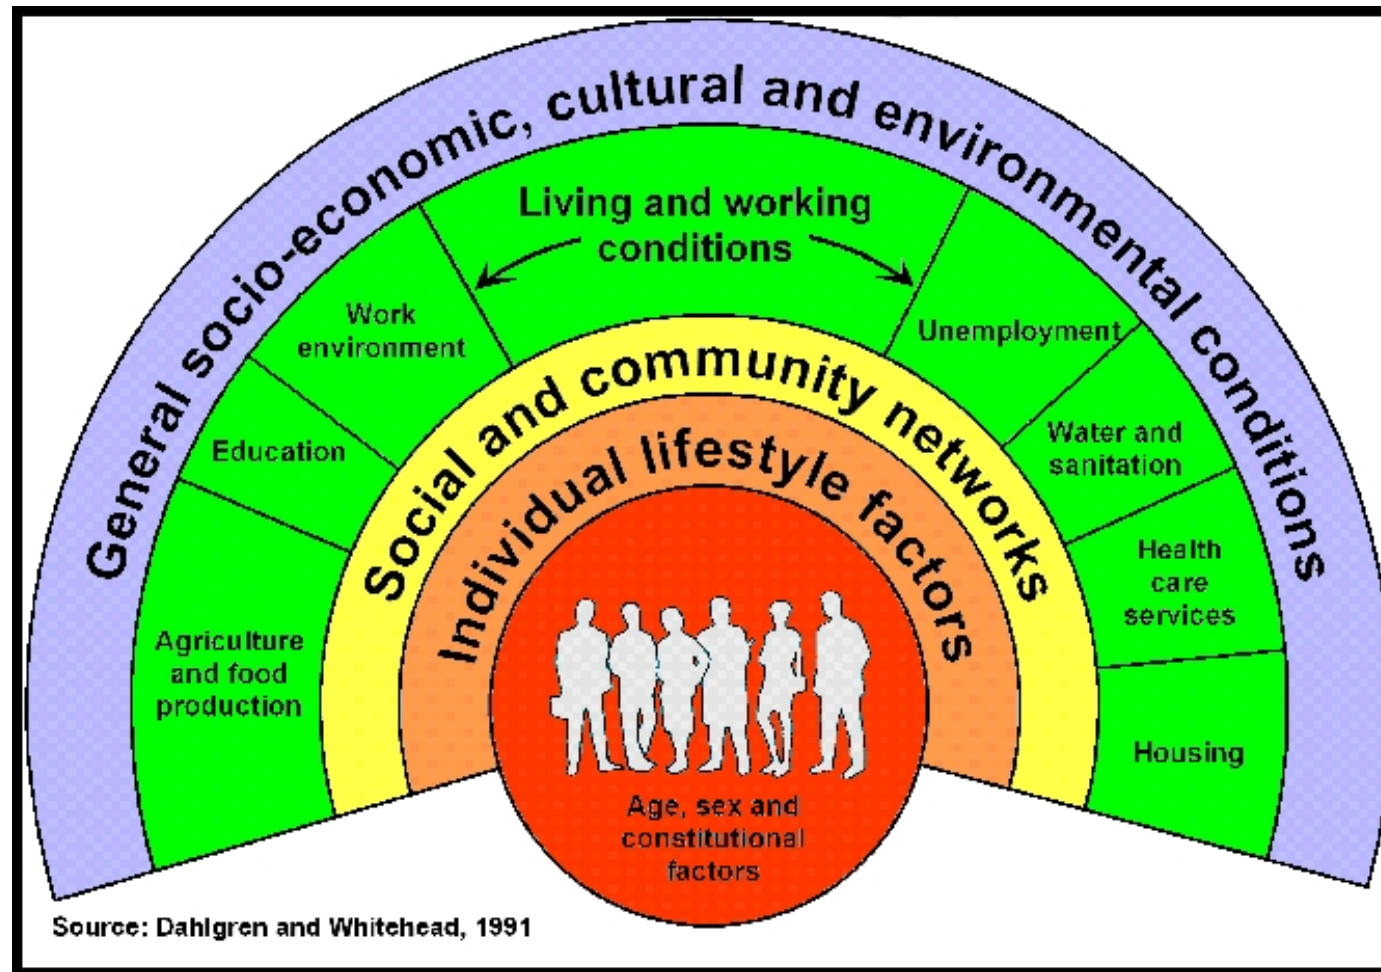 General socio-economic, cultural and environmental conditions
Living and working
conditions
Work
environment
Unemployment
Education
Water and
sanitation
Agriculture
and food
production
Health
care
services
Housing
Social and community networks
Individual lifestyle factors
Age, sex and
constitutional
factors
Source: Dahlgren and Whitehead, 1991